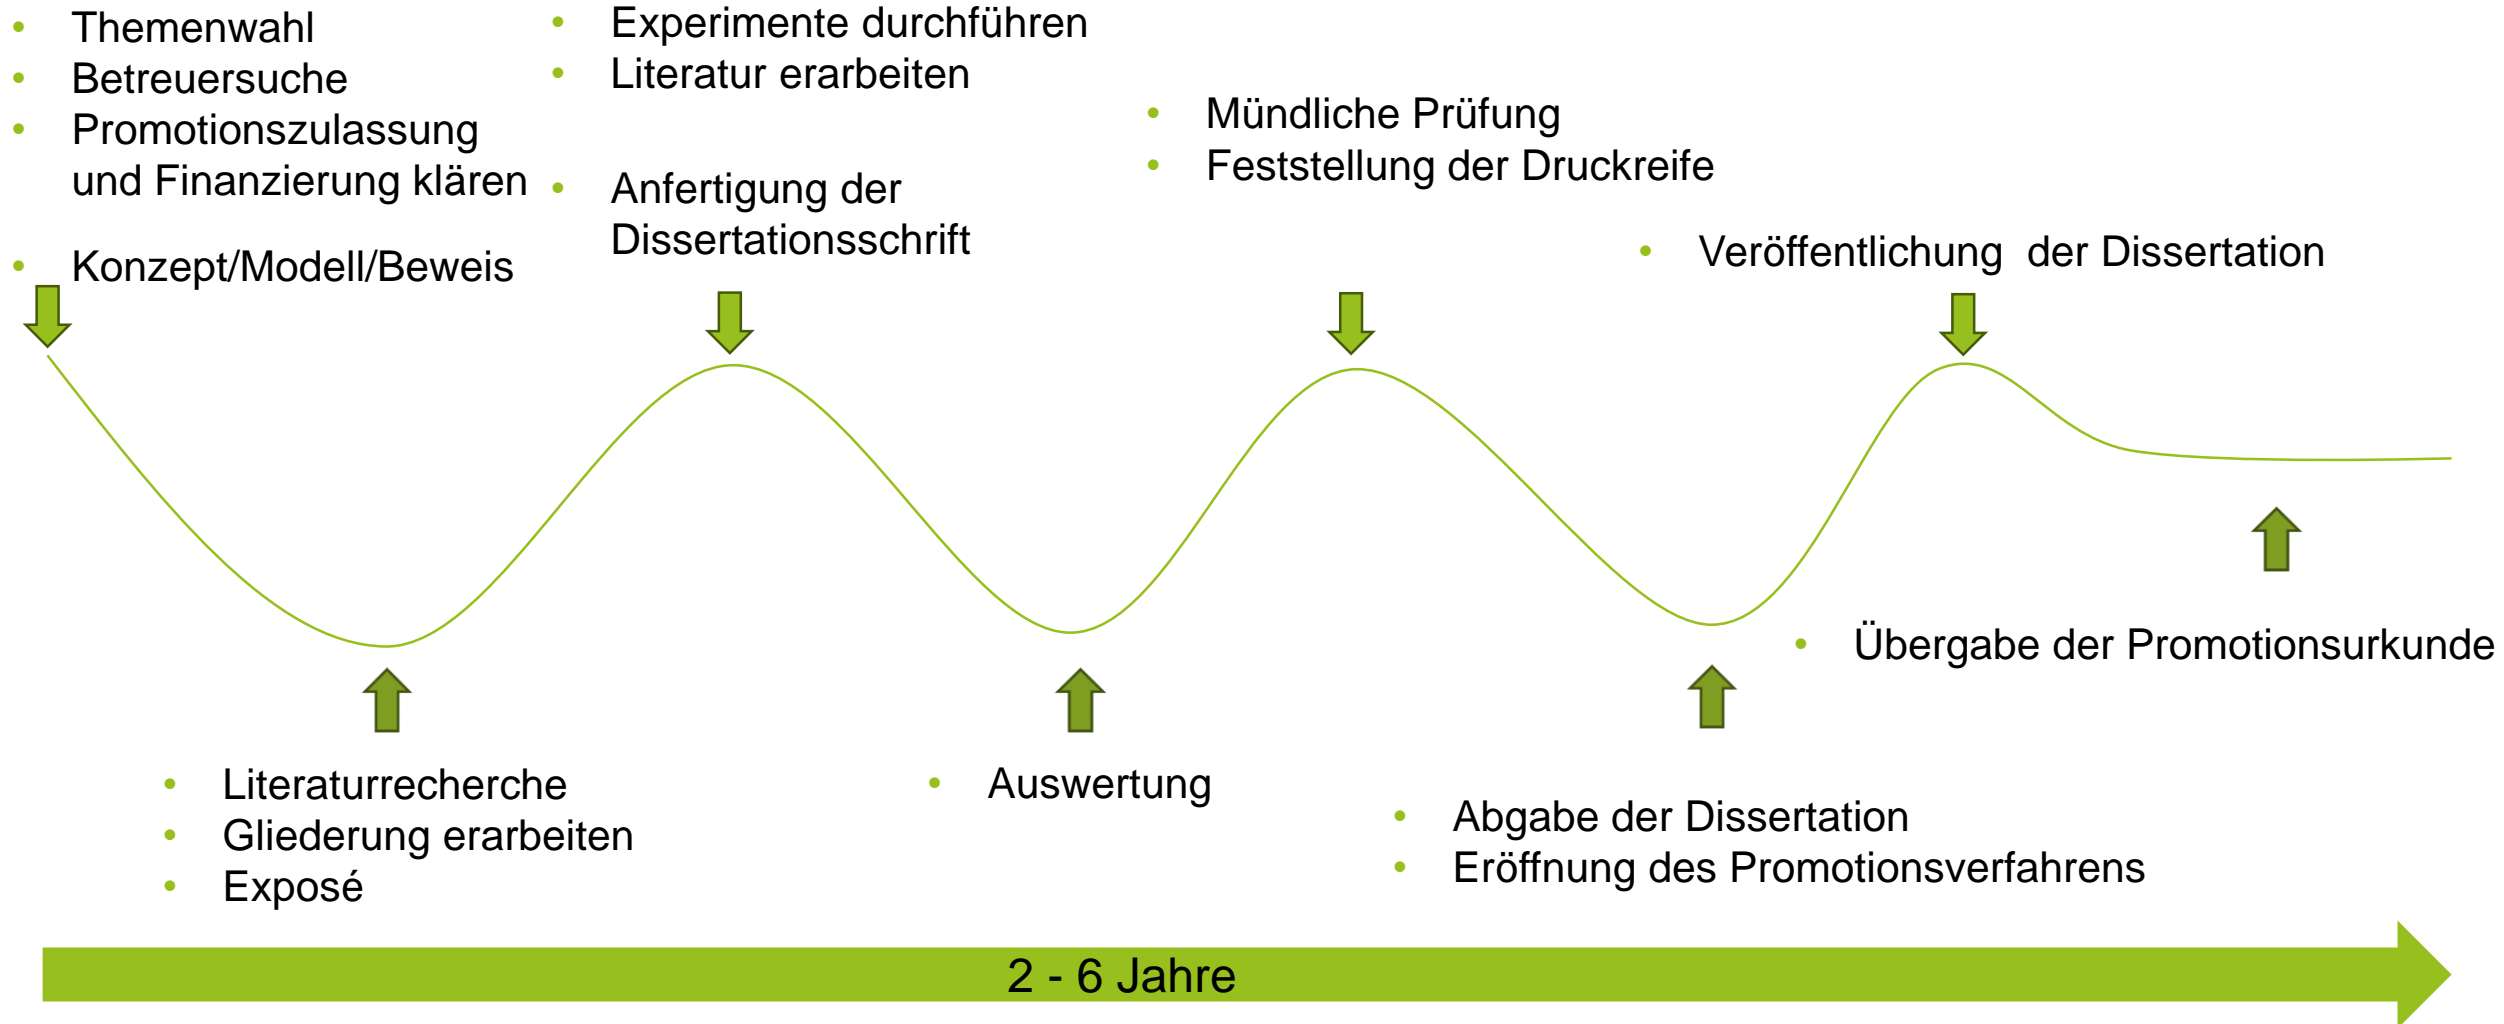 Themenwahl
Betreuersuche
Promotionszulassung
und Finanzierung klären
Konzept/Modell/Beweis
Experimente durchführen
Literatur erarbeiten
Anfertigung der
Dissertationsschrift
Mündliche Prüfung
Feststellung der Druckreife
Veröffentlichung der Dissertation
Übergabe der Promotionsurkunde
Literaturrecherche
Gliederung erarbeiten
Exposé
Auswertung
Abgabe der Dissertation
Eröffnung des Promotionsverfahrens
2 - 6 Jahre